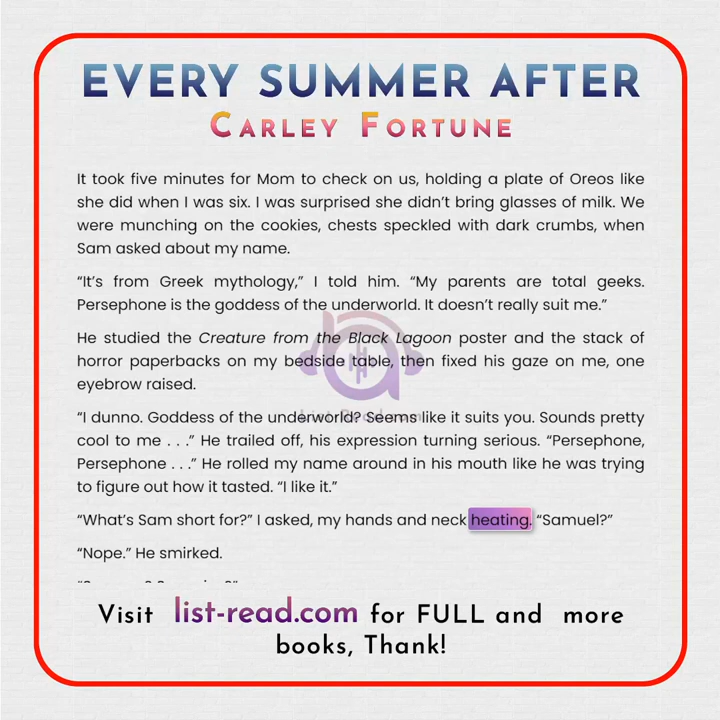 EVERY SUMMER AFTER
CARLEY FORTUNE
It took five minutes for Mom to check on us, holding a plate of Oreos like
she did when I was six. I was surprised she didn’t bring glasses of milk. We
were munching on the cookies, chests speckled with dark crumbs, when
Sam asked about my name.
“It’s from Greek mythology,” I told him. “My parents are total geeks.
Persephone is the goddess of the underworld. It doesn’t really suit me.”
He studied the Creature from the Black Lagoon poster and the stack of
horror paperbacks on my bedside table, then fixed his gaze on me, one
eyebrow raised.
“I dunno. Goddess of the underworld? Seems like it suits you. Sounds pretty
cool to me . . .” He trailed off, his expression turning serious. “Persephone,
Persephone . . .” He rolled my name around in his mouth like he was trying
to figure out how it tasted. “I like it.”
“What’s Sam short for?” I asked, my hands and neck heating. “Samuel?”
“Nope.” He smirked.
Visit list-read.com for FULL and more
books, Thank!